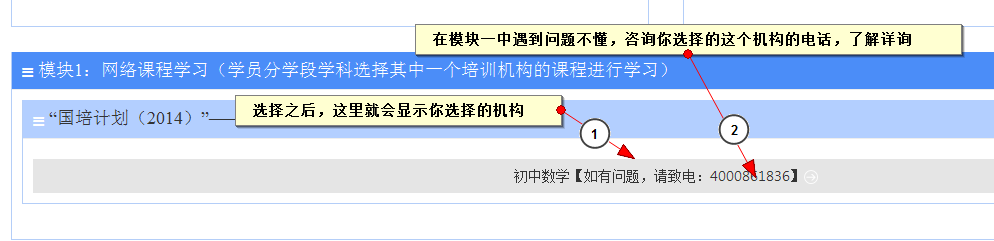 在模块一中遇到问题不懂，咨询你选择的这个机构的电话，了解详询
模块1：网络课程学习（学员分学段学科选择其中一个培训机构的课程进行学习）
“国培计划（2014）”——
选择之后，这里就会显示你选择的机构
1
2
初中数学【如有问题，请致电：4000861836】